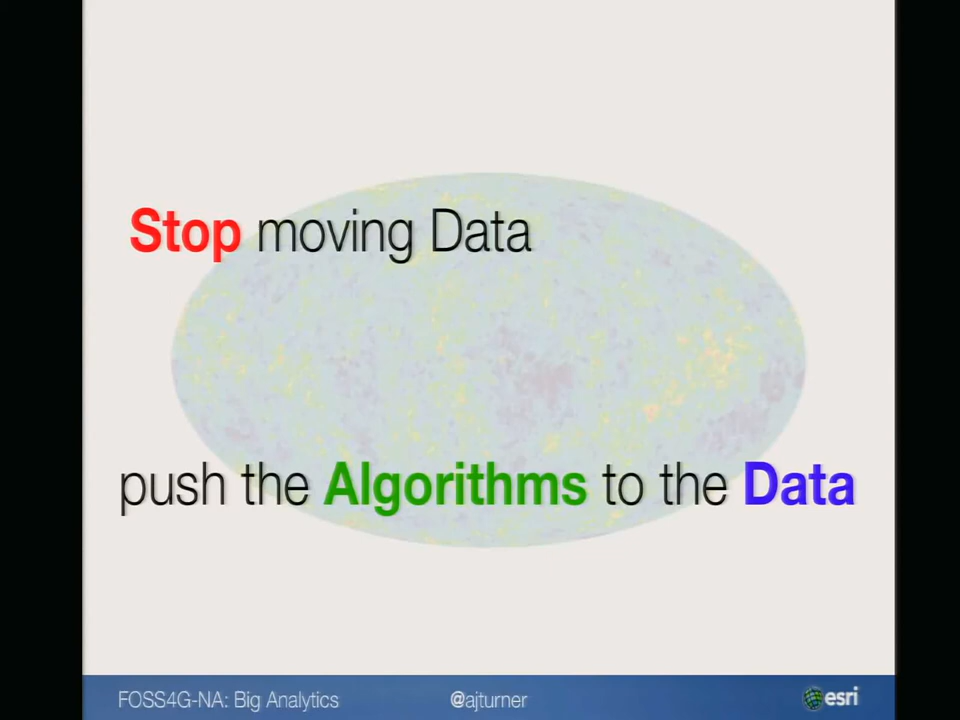 Stop moving Data
push the Algorithms to the Data
FOSS4G-NA: Big Analytics @ajturner esri